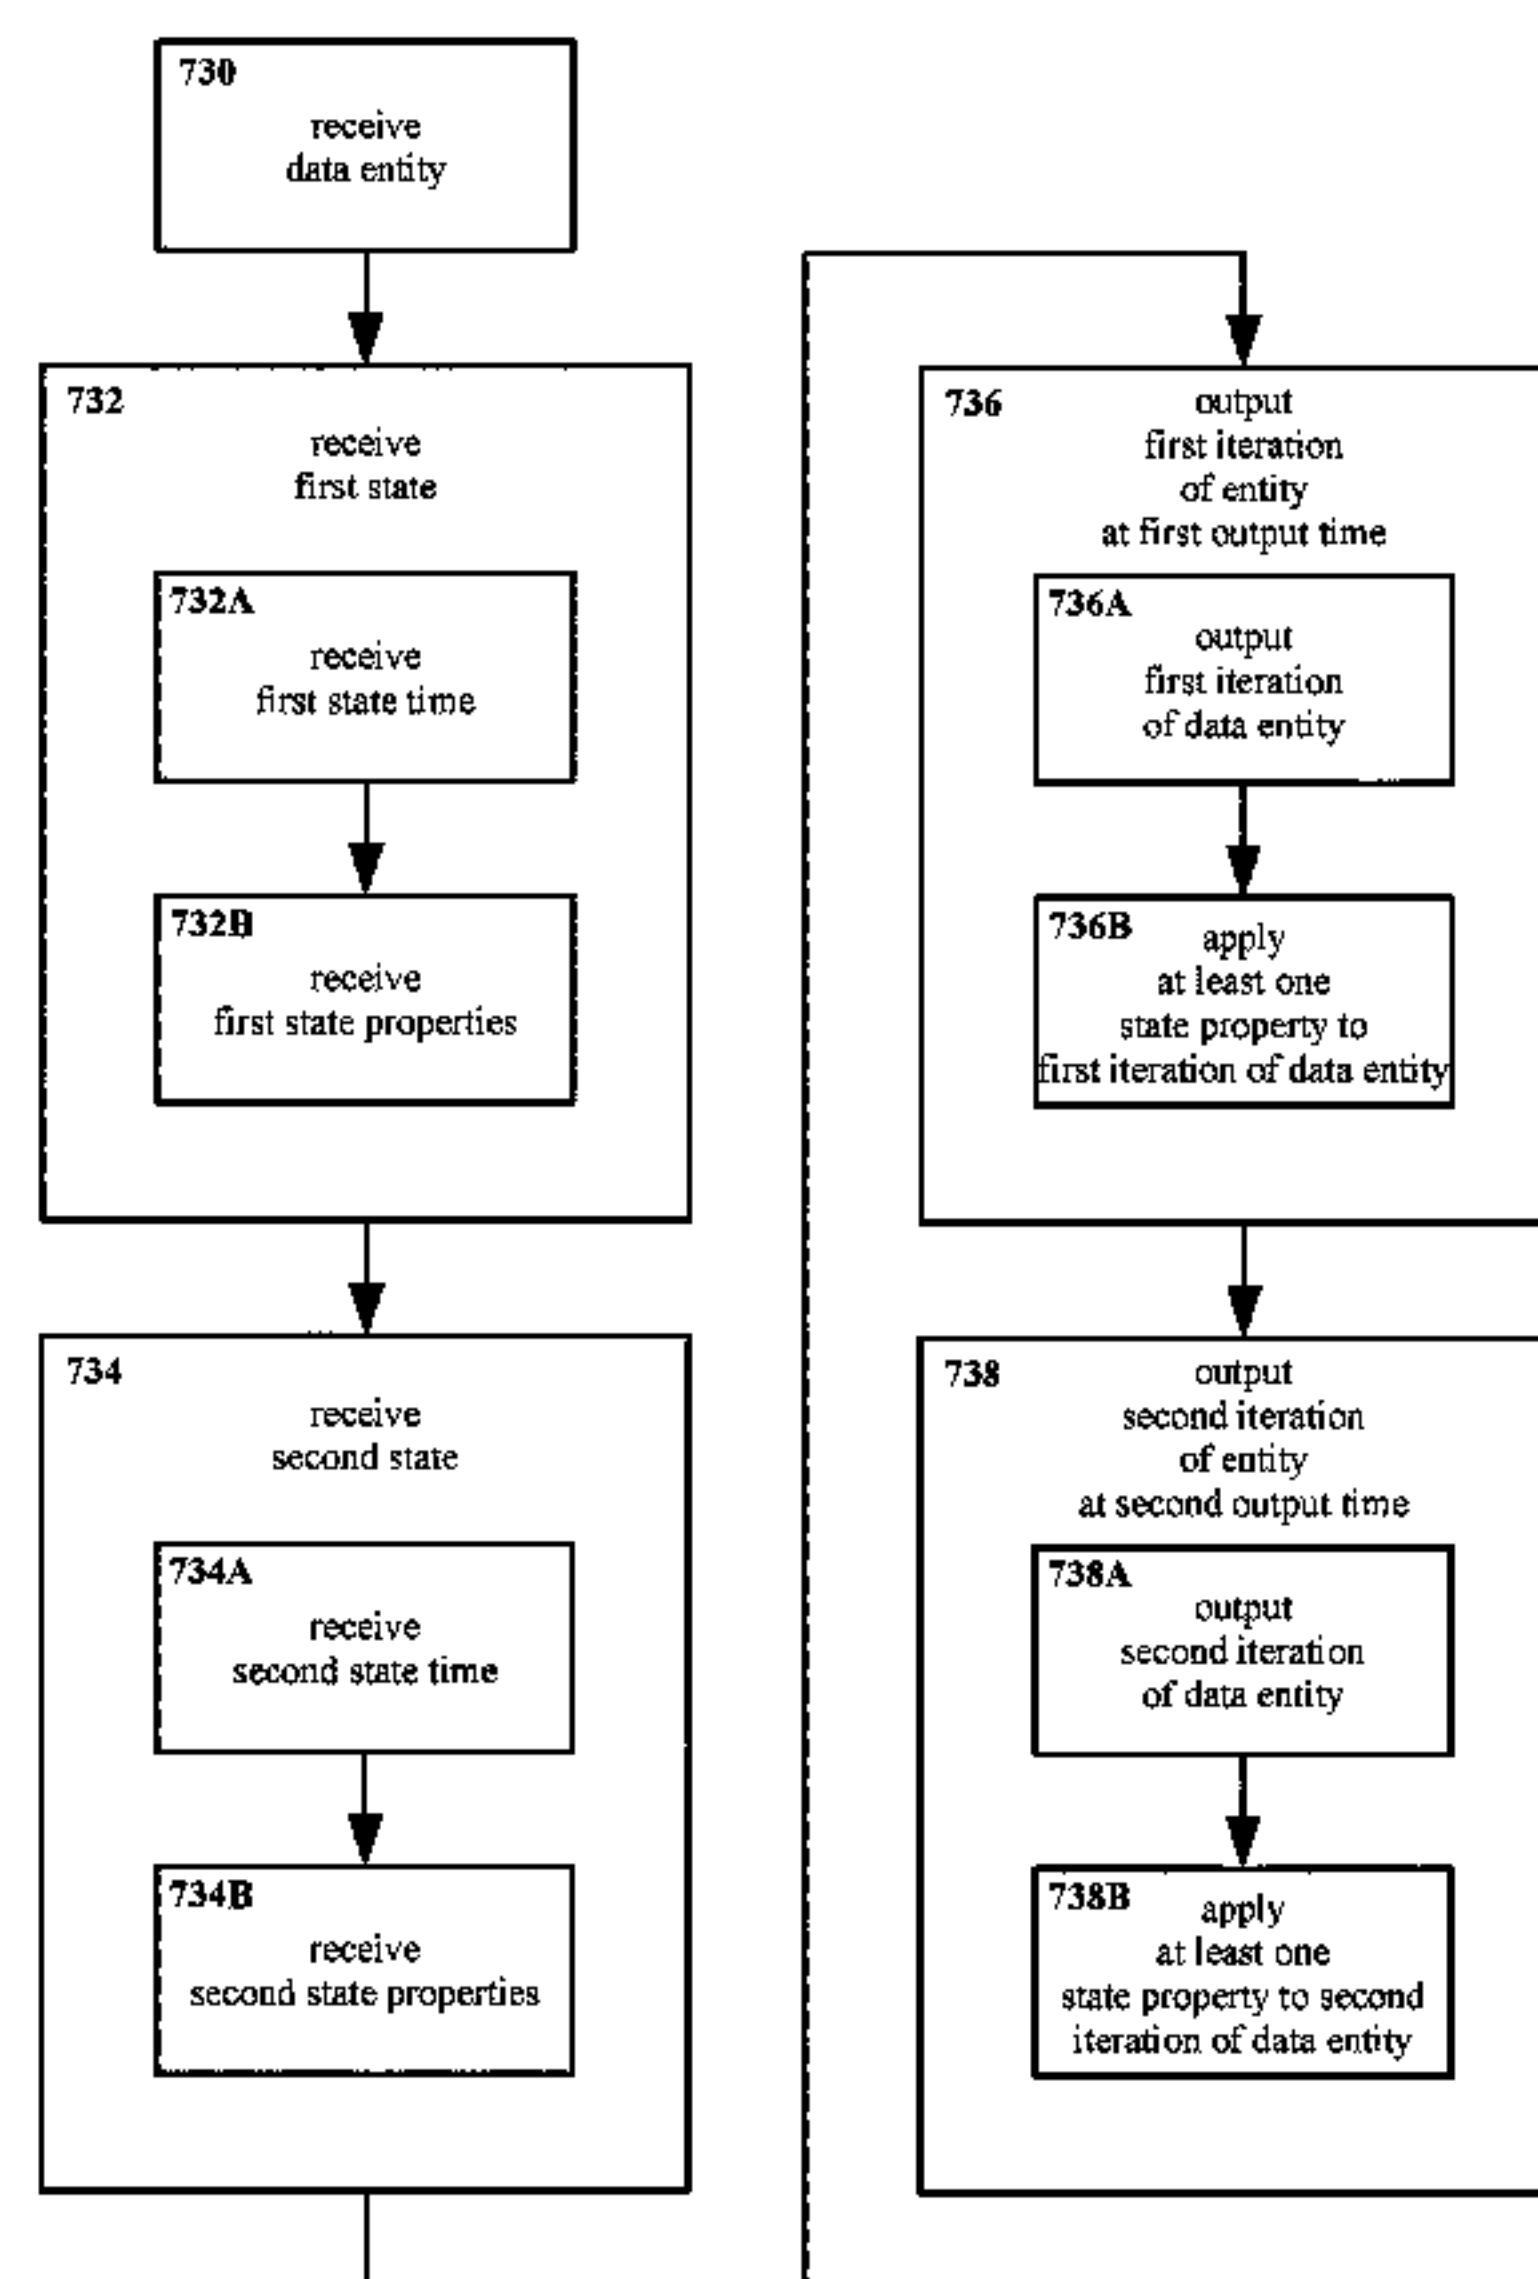 730
receive
data entity
732
receive
first state
732A
receive
first state time
732B
receive
first state properties
734
receive
second state
734A
receive
second state time
734B
receive
second state properties
736
output
first iteration
of entity
at first output time
736A
output
first iteration
of data entity
736B
apply
at least one
state property to
first iteration of data entity
738
output
second iteration
of entity
at second output time
738A
output
second iteration
of data entity
738B
apply
at least one
state property to second
iteration of data entity